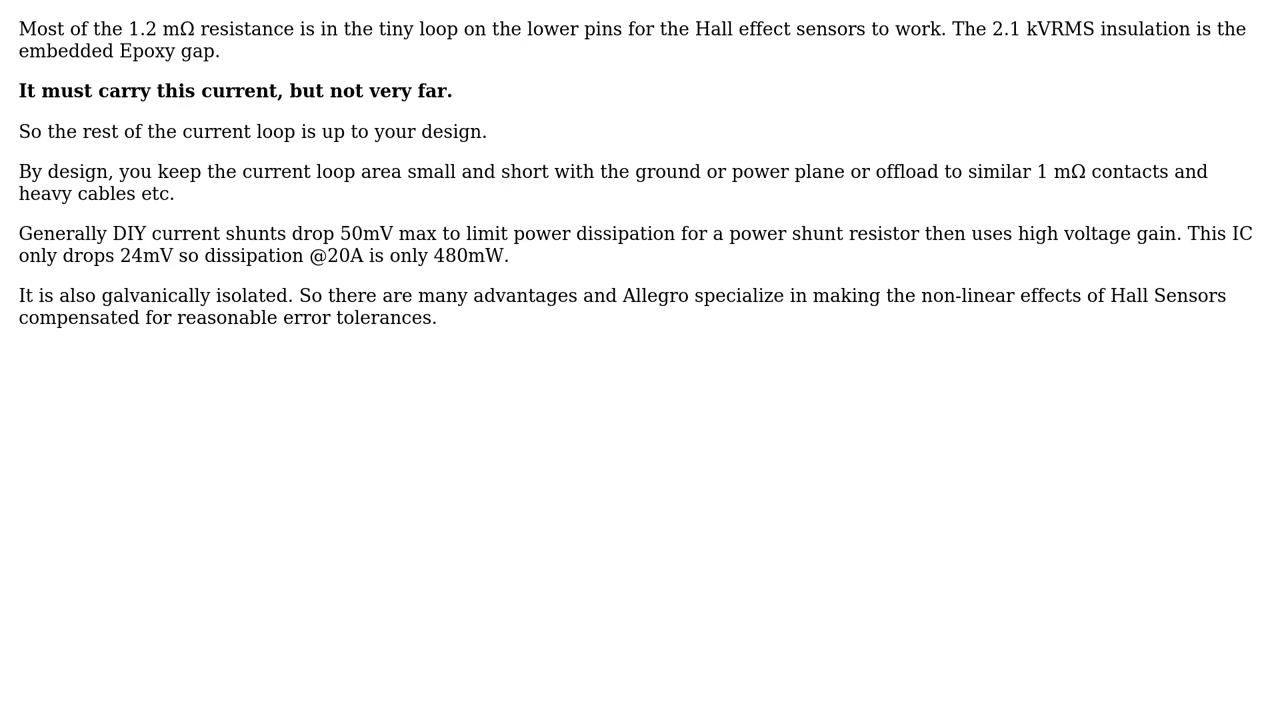 Most of the 1.2 mΩ resistance is in the tiny loop on the lower pins for the Hall effect sensors to work. The 2.1 kVRMS insulation is the
embedded Epoxy gap.
It must carry this current, but not very far.
So the rest of the current loop is up to your design.
By design, you keep the current loop area small and short with the ground or power plane or offload to similar 1 mΩ contacts and
heavy cables etc.
Generally DIY current shunts drop 50mV max to limit power dissipation for a power shunt resistor then uses high voltage gain. This IC
only drops 24mV so dissipation @20A is only 480mW.
It is also galvanically isolated. So there are many advantages and Allegro specialize in making the non-linear effects of Hall Sensors
compensated for reasonable error tolerances.